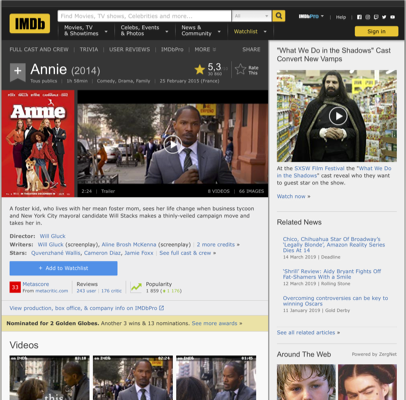 IMDb
Find Movies, TV shows, Celebrities and more...
All
IMDbPro
Help
Movies, TV & Showtimes
Celebs, Events & Photos
News & Community
Watchlist
Sign in
FULL CAST AND CREW | TRIVIA | USER REVIEWS | IMDbPro | MORE
SHARE
Annie (2014)
Tous publics | 1h 58min | Comedy, Drama, Family | 25 February 2015 (France)
5,3
Rate This
Annie
2:24 | Trailer
9 VIDEOS | 66 IMAGES
A foster kid, who lives with her mean foster mom, sees her life change when business tycoon
and New York City mayoral candidate Will Stacks makes a thinly-veiled campaign move and
takes her in.
Director: Will Gluck
Writers: Will Gluck (screenplay), Aline Brosh McKenna (screenplay) | 2 more credits »
Stars: Quvenzhané Wallis, Cameron Diaz, Jamie Foxx | See full cast & crew »
+ Add to Watchlist
33
Metascore
From metacritic.com
Reviews
243 user | 176 critic
Popularity
View production, box office, & company info on IMDbPro
Nominated for 2 Golden Globes. Another 3 wins & 13 nominations. See more awards »
Videos
"What We Do in the Shadows" Cast
Convert New Vamps
At the SXSW Film Festival the "What We Do
in the Shadows" cast reveal who they want
to guest star on the show.
Watch now »
Related News
Chico, Chihuahua Star Of Broadway's
'Legally Blonde', Amazon Reality Series
Dies At 14
14 March 2019 | Deadline
'Shrill' Review: Aidy Bryant Fights Off
Fat-Shamers With a Smile
12 March 2019 | Rolling Stone
Overcoming controversies can be key to
winning Oscars
11 January 2019 | Gold Derby
See all related articles »
Around The Web
Powered by ZergNet